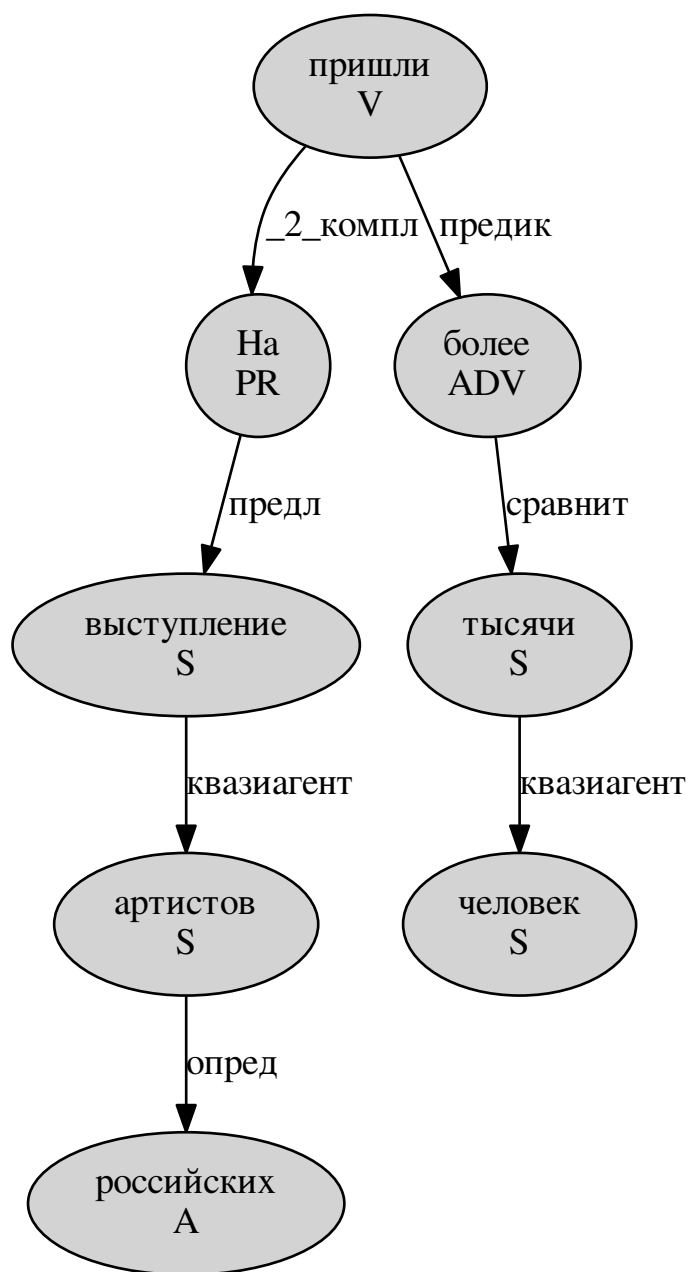 пришли
V
_2_компл
предик
На
PR
более
ADV
предл
сравнит
выступление
S
тысячи
S
квазиагент
квазиагент
артистов
S
человек
S
опред
российских
A